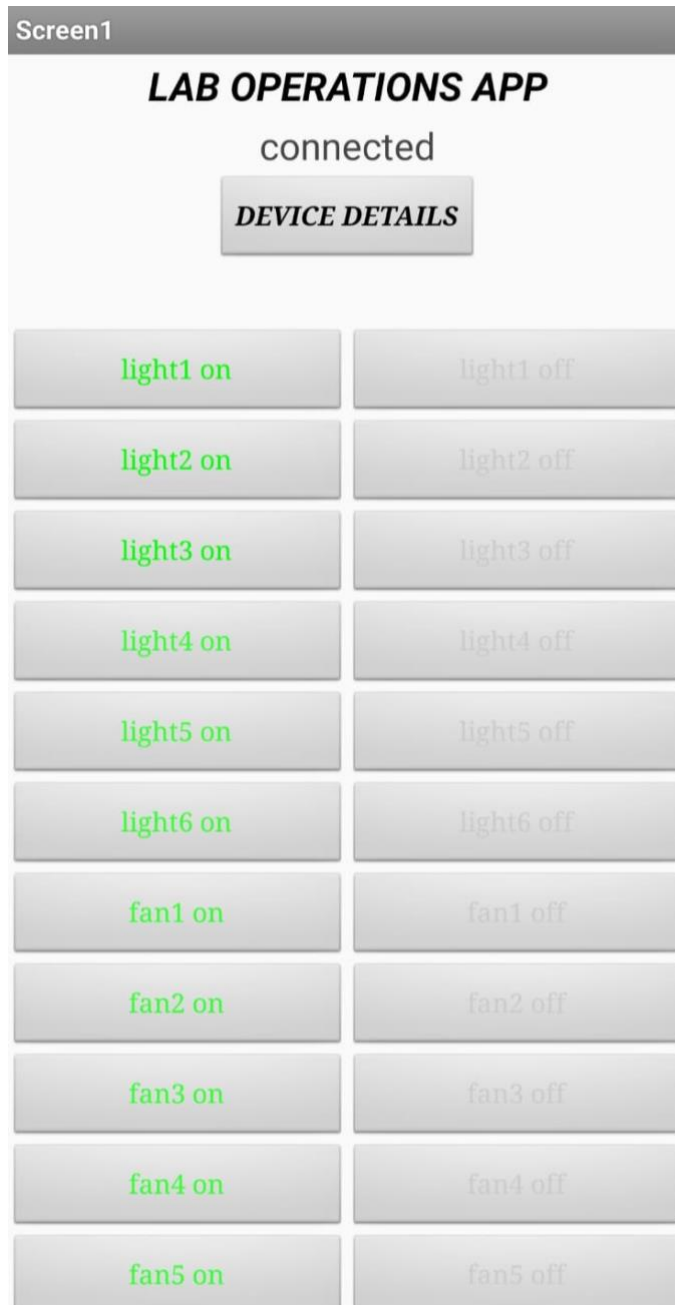 Screen1
LAB OPERATIONS APP
connected
DEVICE DETAILS
light1 on light1 off
light2 on light2 off
light3 on light3 off
light4 on light4 off
light5 on light5 off
light6 on light6 off
fan1 on fan1 off
fan2 on fan2 off
fan3 on fan3 off
fan4 on fan4 off
fan5 on fan5 off